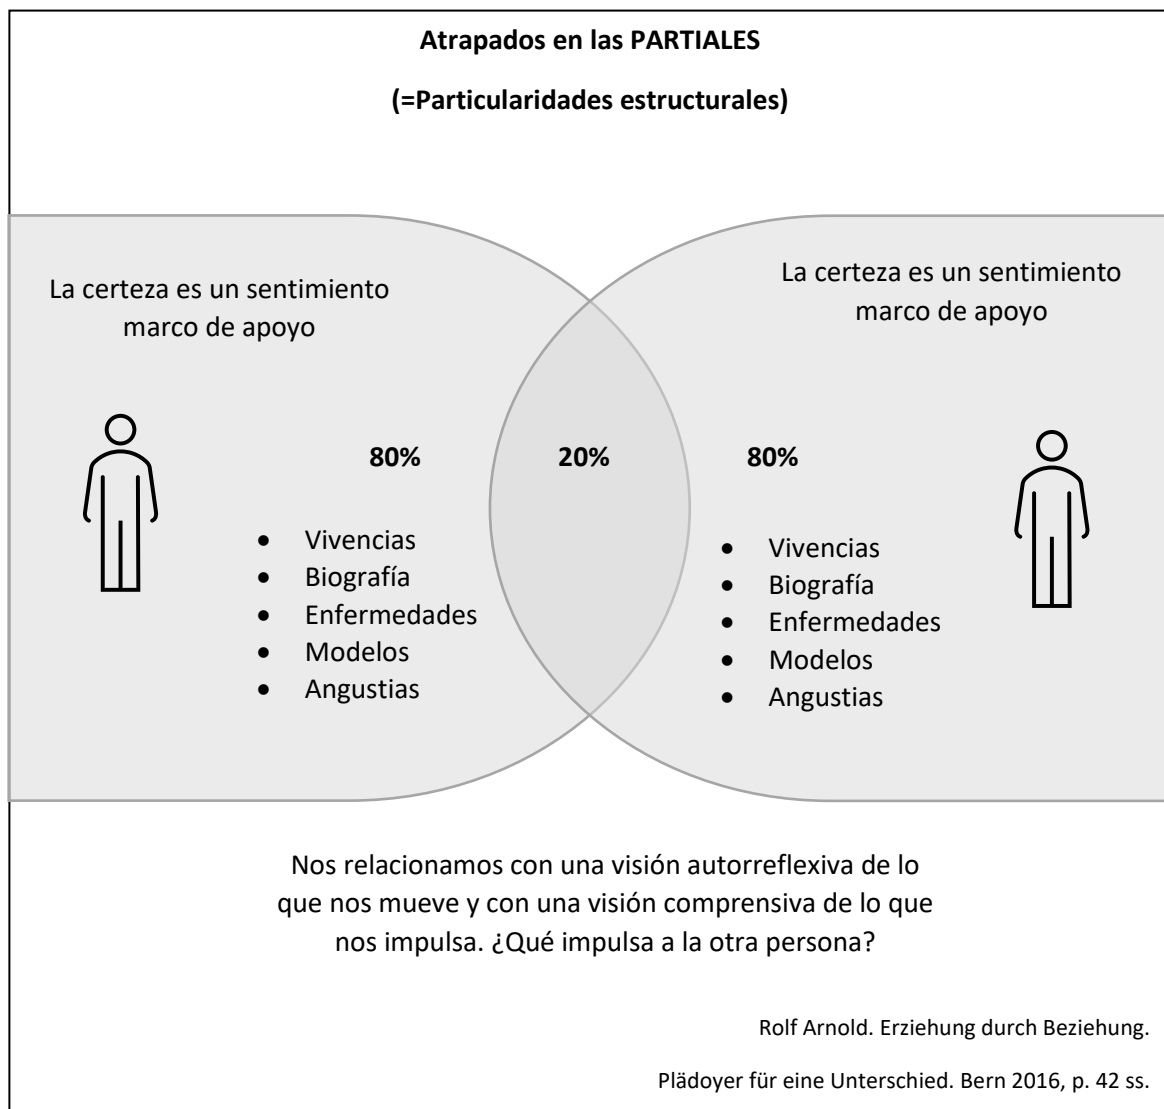 Atrapados en las PARTIALES
(=Particularidades estructurales)
La certeza es un sentimiento
marco de apoyo
La certeza es un sentimiento
marco de apoyo
80%
20%
80%
• Vivencias
• Biografía
• Enfermedades
• Modelos
• Angustias
• Vivencias
• Biografía
• Enfermedades
• Modelos
• Angustias
Nos relacionamos con una visión autorreflexiva de lo
que nos mueve y con una visión comprensiva de lo que
nos impulsa. ¿Qué impulsa a la otra persona?
Rolf Arnold. Erziehung durch Beziehung.
Plädoyer für eine Unterschied. Bern 2016, p. 42 ss.